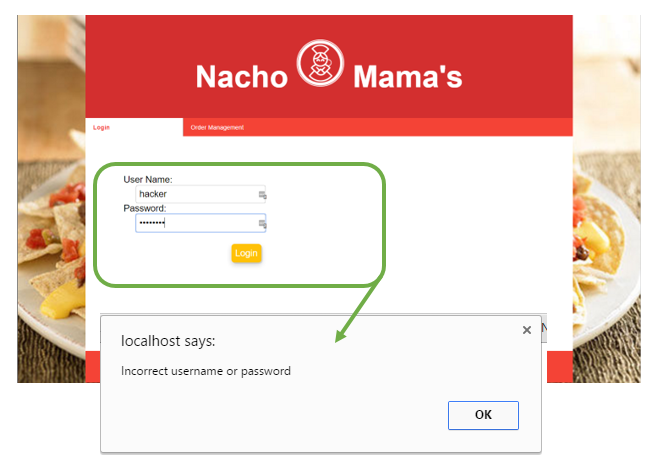 Nacho Mama's
Login Order Management
User Name:
hacker
Password:
••••••••
Login
localhost says: ×
Incorrect username or password
OK